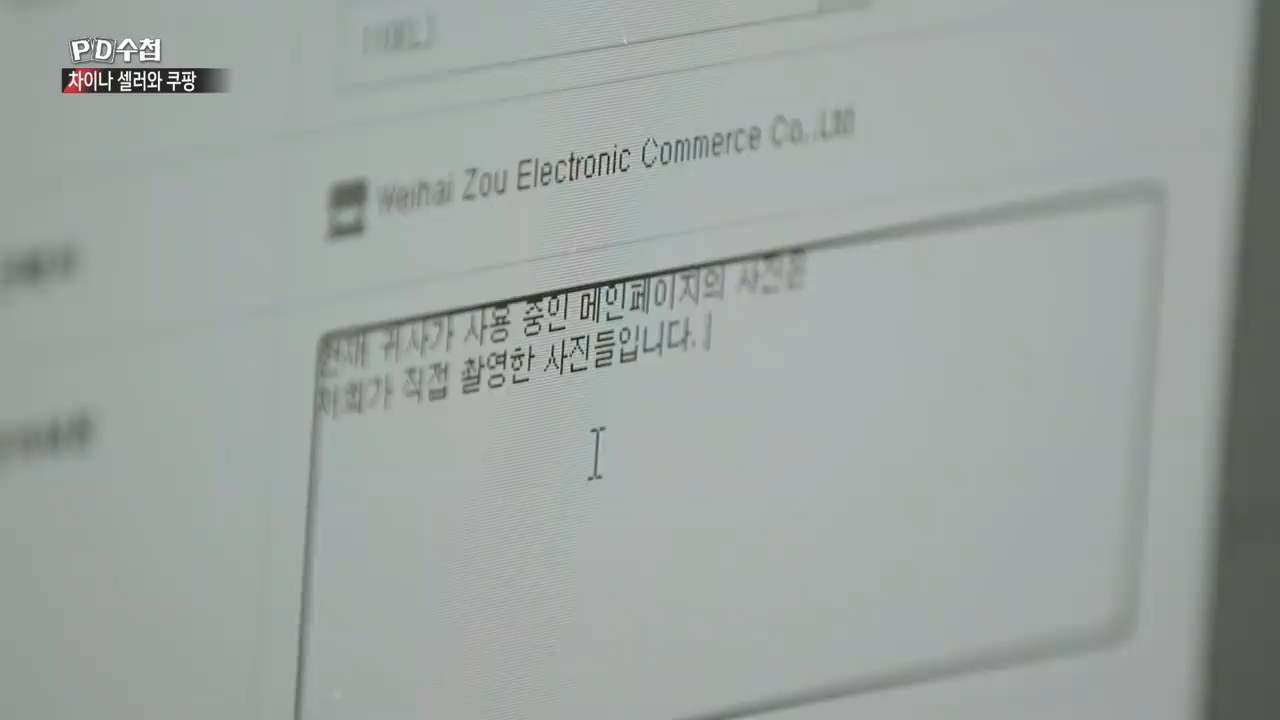 PD수첩
차이나 셀러와 쿠팡
Weihai Zou Electronic Commerce Co.,Ltd
현재 귀사가 사용 중인 메인페이지의 사진은
저희가 직접 촬영한 사진들입니다.